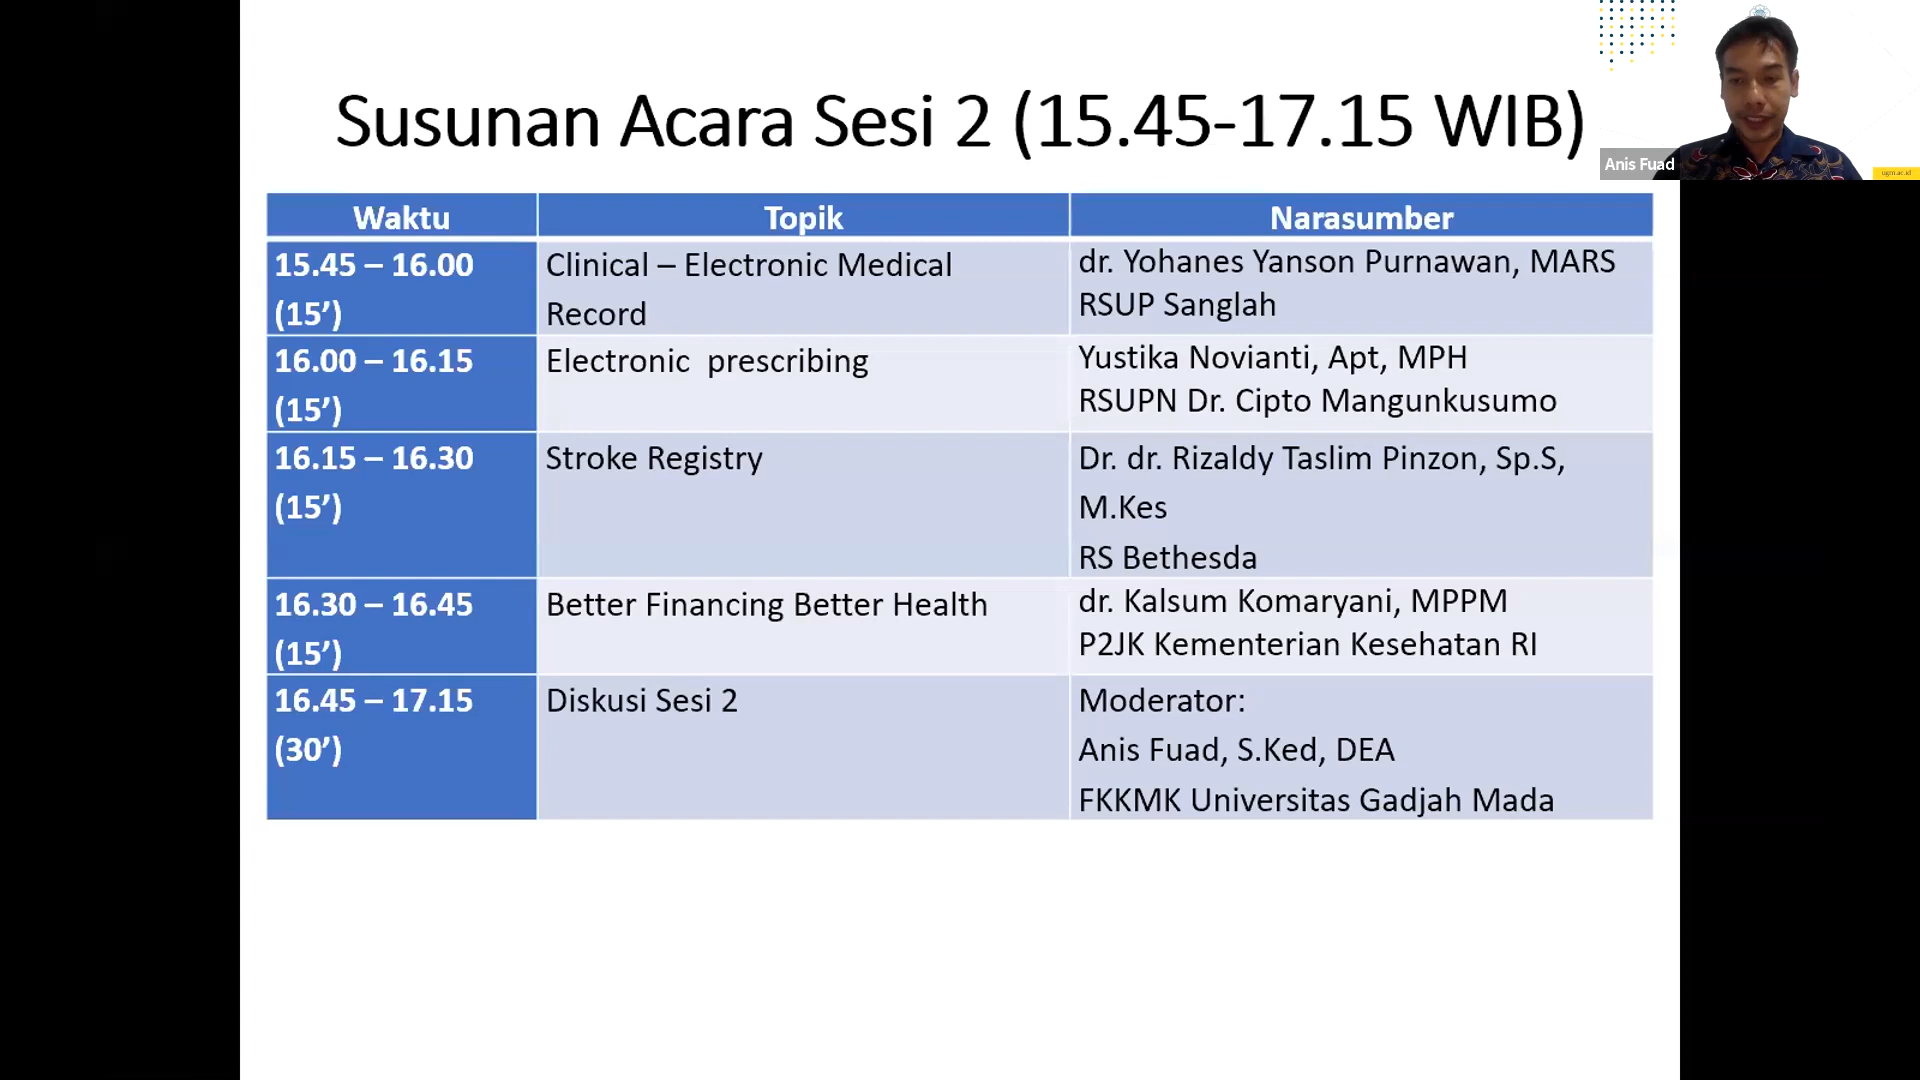 Susunan Acara Sesi 2 (15.45-17.15 WIB)
Anis Fuad
ugm.ac.id
Waktu
Topik
Narasumber
15.45 – 16.00
(15’)
Clinical – Electronic Medical
Record
dr. Yohanes Yanson Purnawan, MARS
RSUP Sanglah
16.00 – 16.15
(15’)
Electronic  prescribing
Yustika Novianti, Apt, MPH
RSUPN Dr. Cipto Mangunkusumo
16.15 – 16.30
(15’)
Stroke Registry
Dr. dr. Rizaldy Taslim Pinzon, Sp.S,
M.Kes
RS Bethesda
16.30 – 16.45
(15’)
Better Financing Better Health
dr. Kalsum Komaryani, MPPM
P2JK Kementerian Kesehatan RI
16.45 – 17.15
(30’)
Diskusi Sesi 2
Moderator:
Anis Fuad, S.Ked, DEA
FKKMK Universitas Gadjah Mada